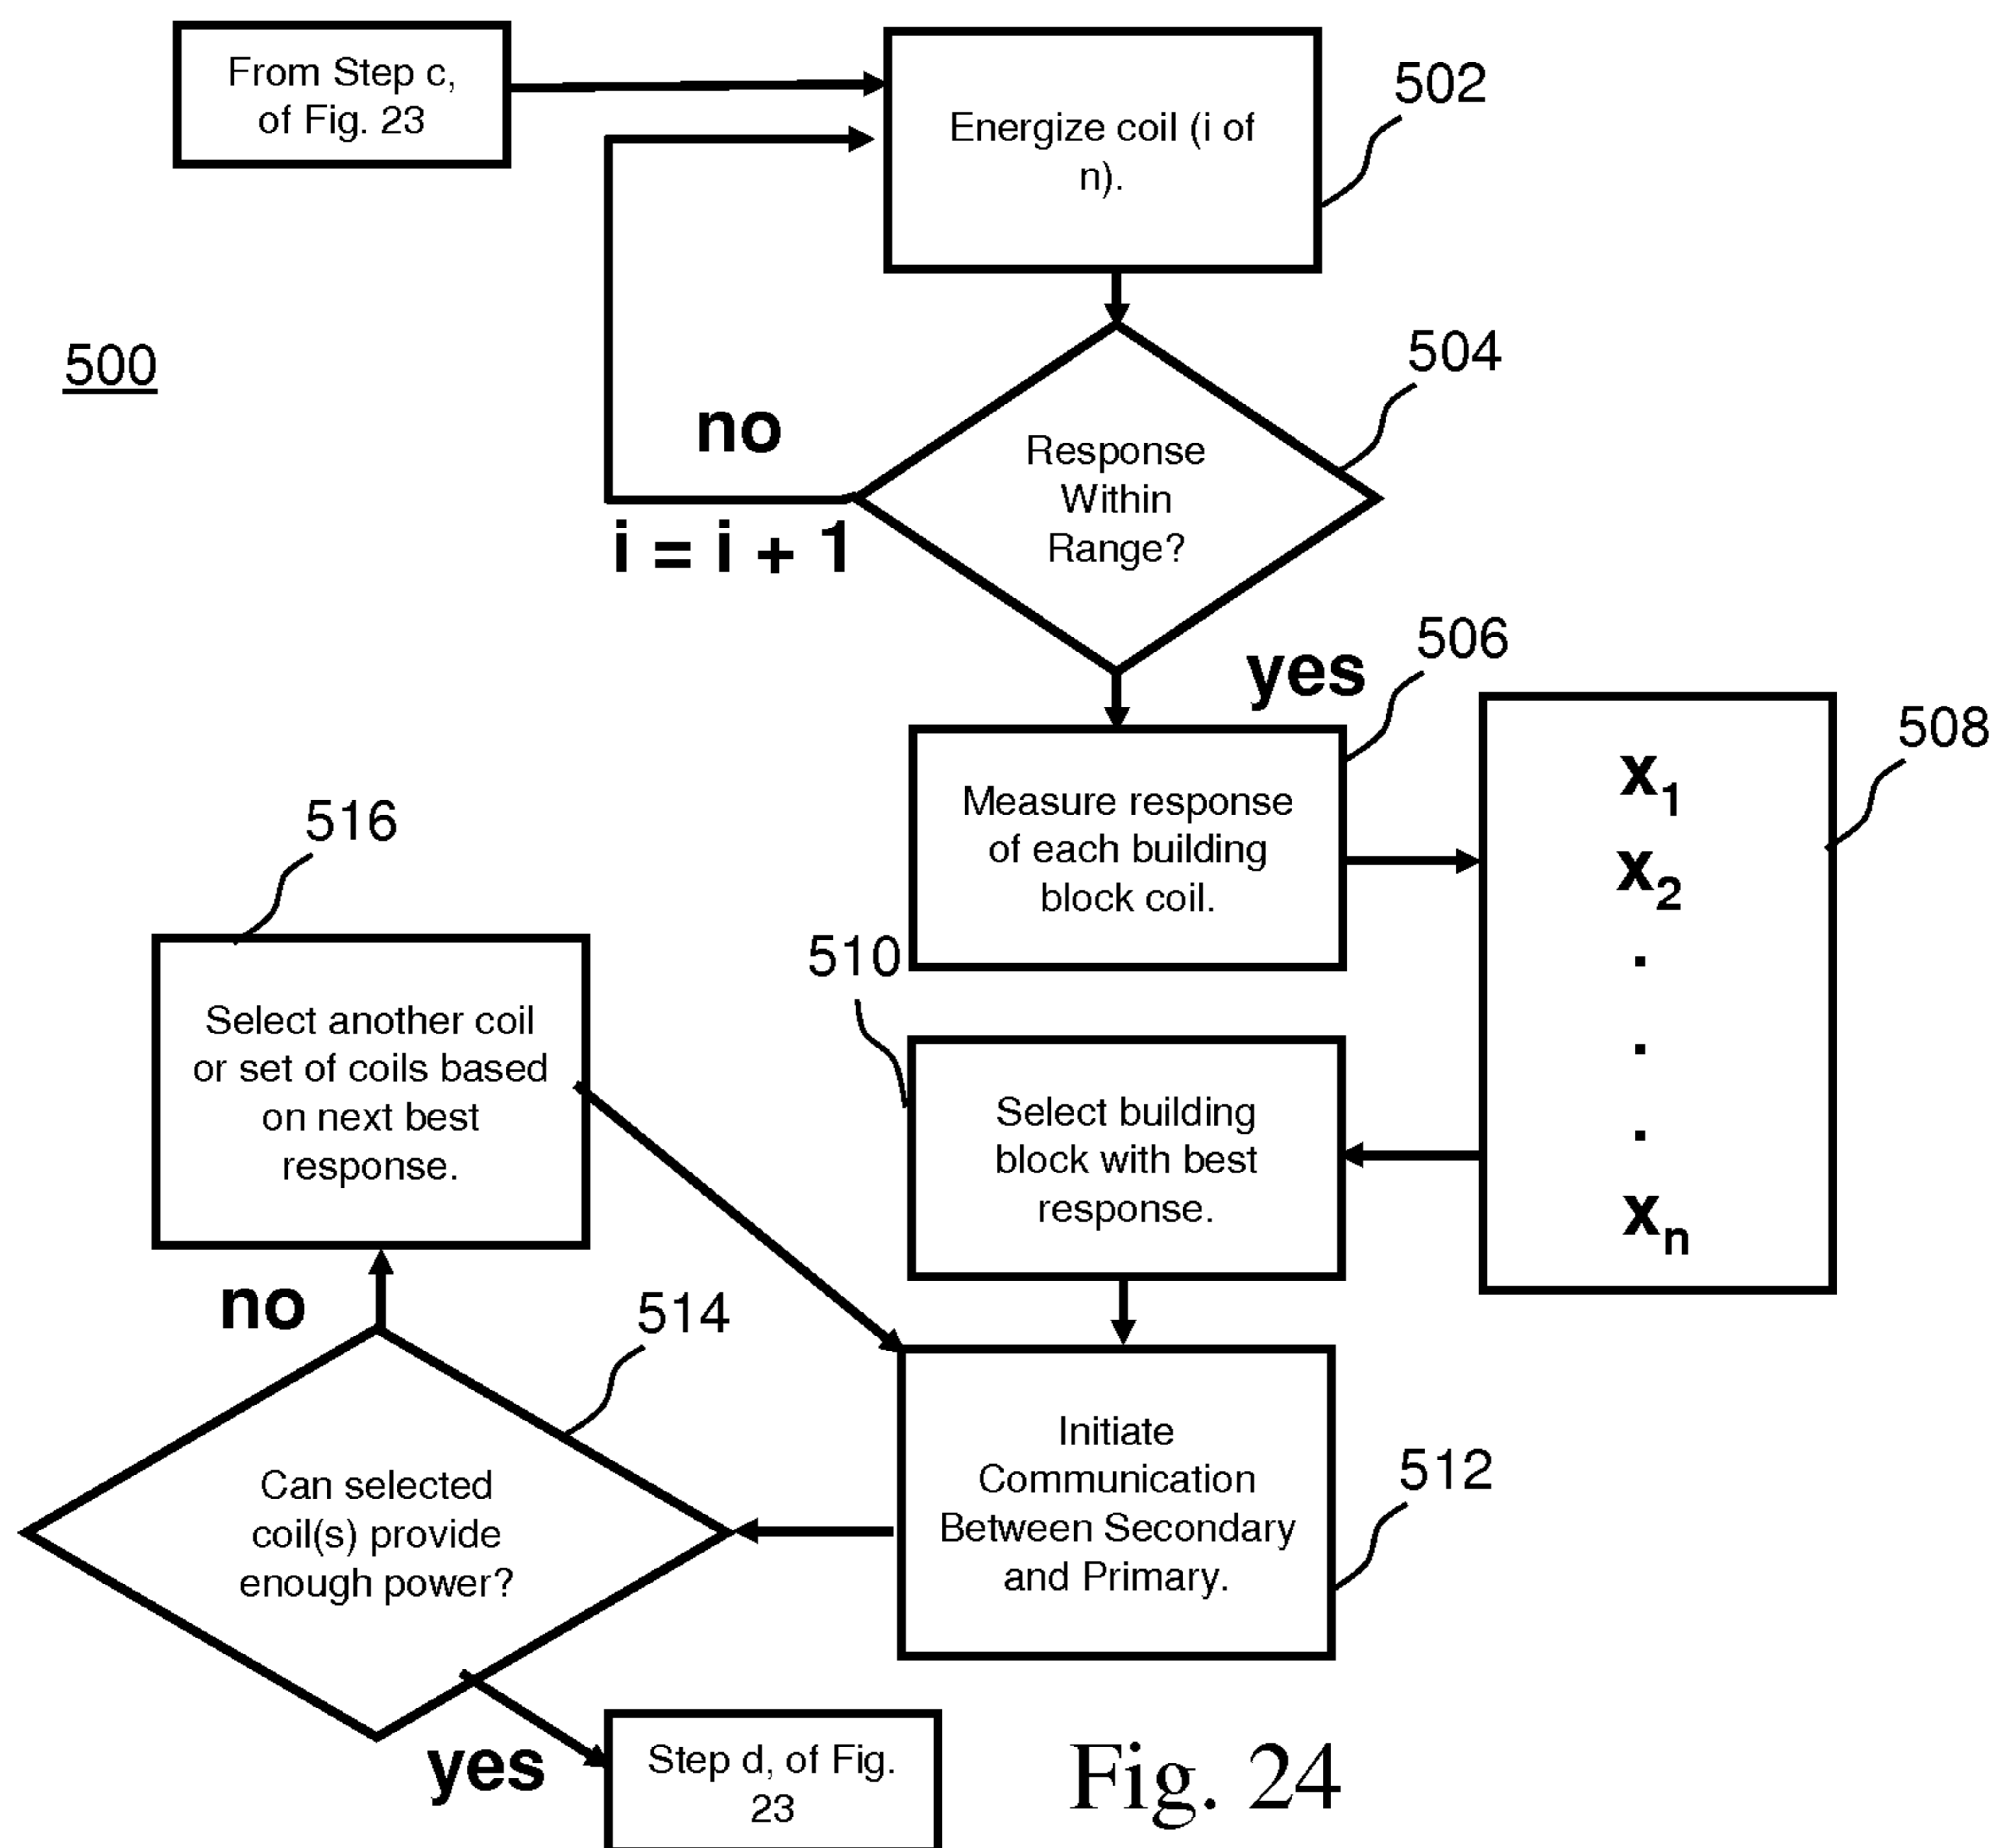 From Step c,
of Fig. 23
Energize coil (i of
n).
502
500
504
Response
Within
Range?
no
i = i + 1
yes
506
Measure response
of each building
block coil.
508
x1
x2
.
.
.
xn
516
Select another coil
or set of coils based
on next best
response.
510
Select building
block with best
response.
no
514
Can selected
coil(s) provide
enough power?
Initiate
Communication
Between Secondary
and Primary.
512
yes
Step d, of Fig.
23
Fig. 24